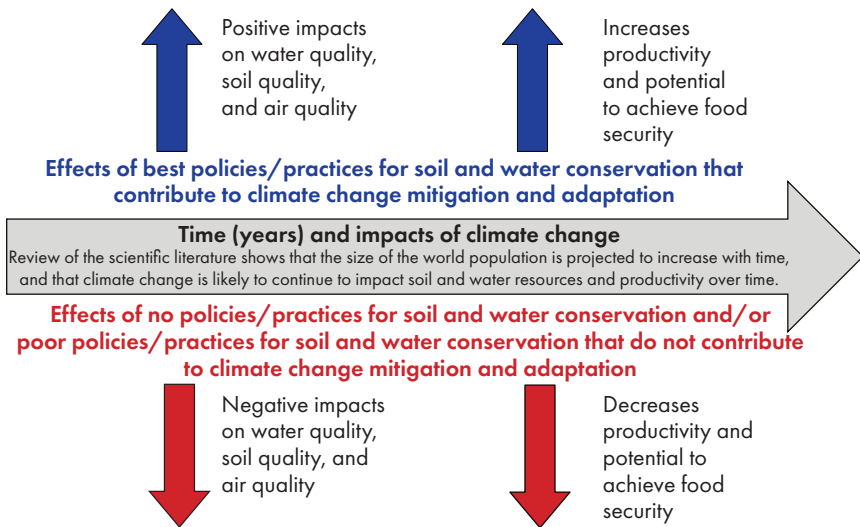 Positive impacts
on water quality,
soil quality,
and air quality
Increases
productivity
and potential
to achieve food
security
Effects of best policies/practices for soil and water conservation that
contribute to climate change mitigation and adaptation
Time (years) and impacts of climate change
Review of the scientific literature shows that the size of the world population is projected to increase with time,
and that climate change is likely to continue to impact soil and water resources and productivity over time.
Effects of no policies/practices for soil and water conservation and/or
poor policies/practices for soil and water conservation that do not contribute
to climate change mitigation and adaptation
Negative impacts
on water quality,
soil quality, and
air quality
Decreases
productivity and
potential to
achieve food
security